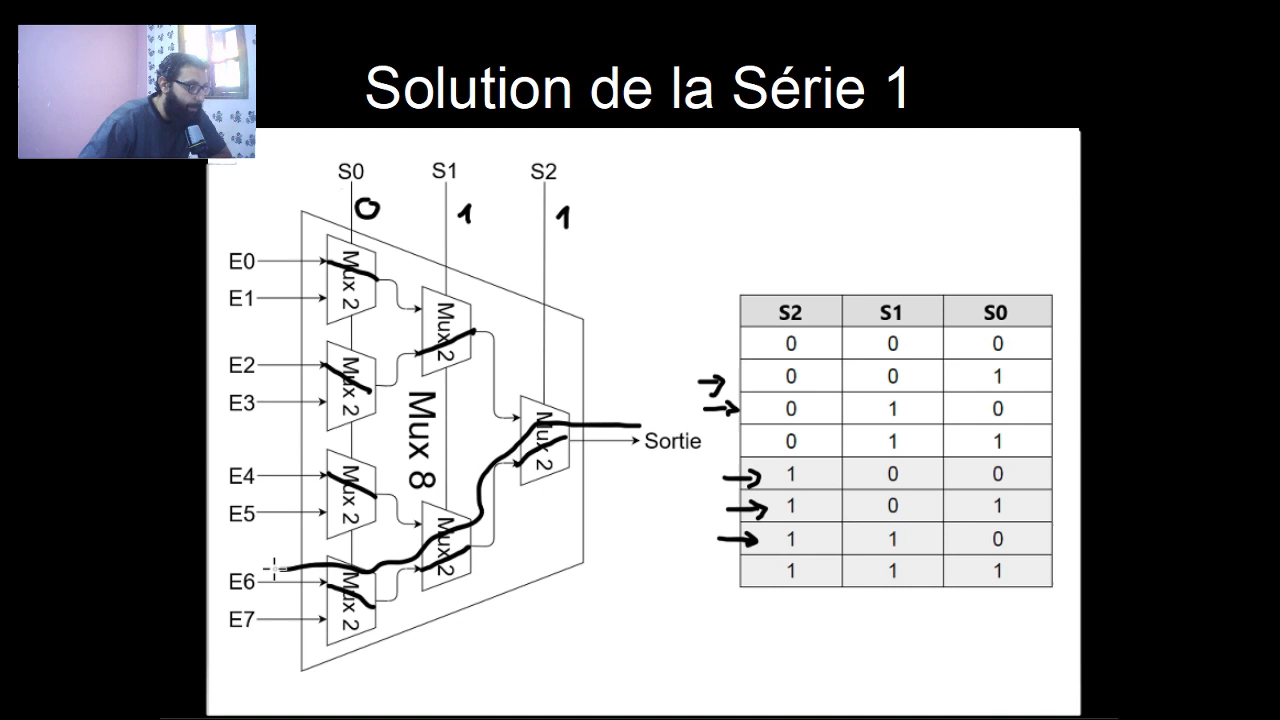 Solution de la Série 1
S0 S1 S2
0 1 1
E0
E1
E2
E3
E4
E5
E6
E7
Mux 2
Mux 2
Mux 2
Mux 2
Mux 2
Mux 2
Mux 2
Mux 8
Sortie
S2 S1 S0
0 0 0
0 0 1
0 1 0
0 1 1
1 0 0
1 0 1
1 1 0
1 1 1